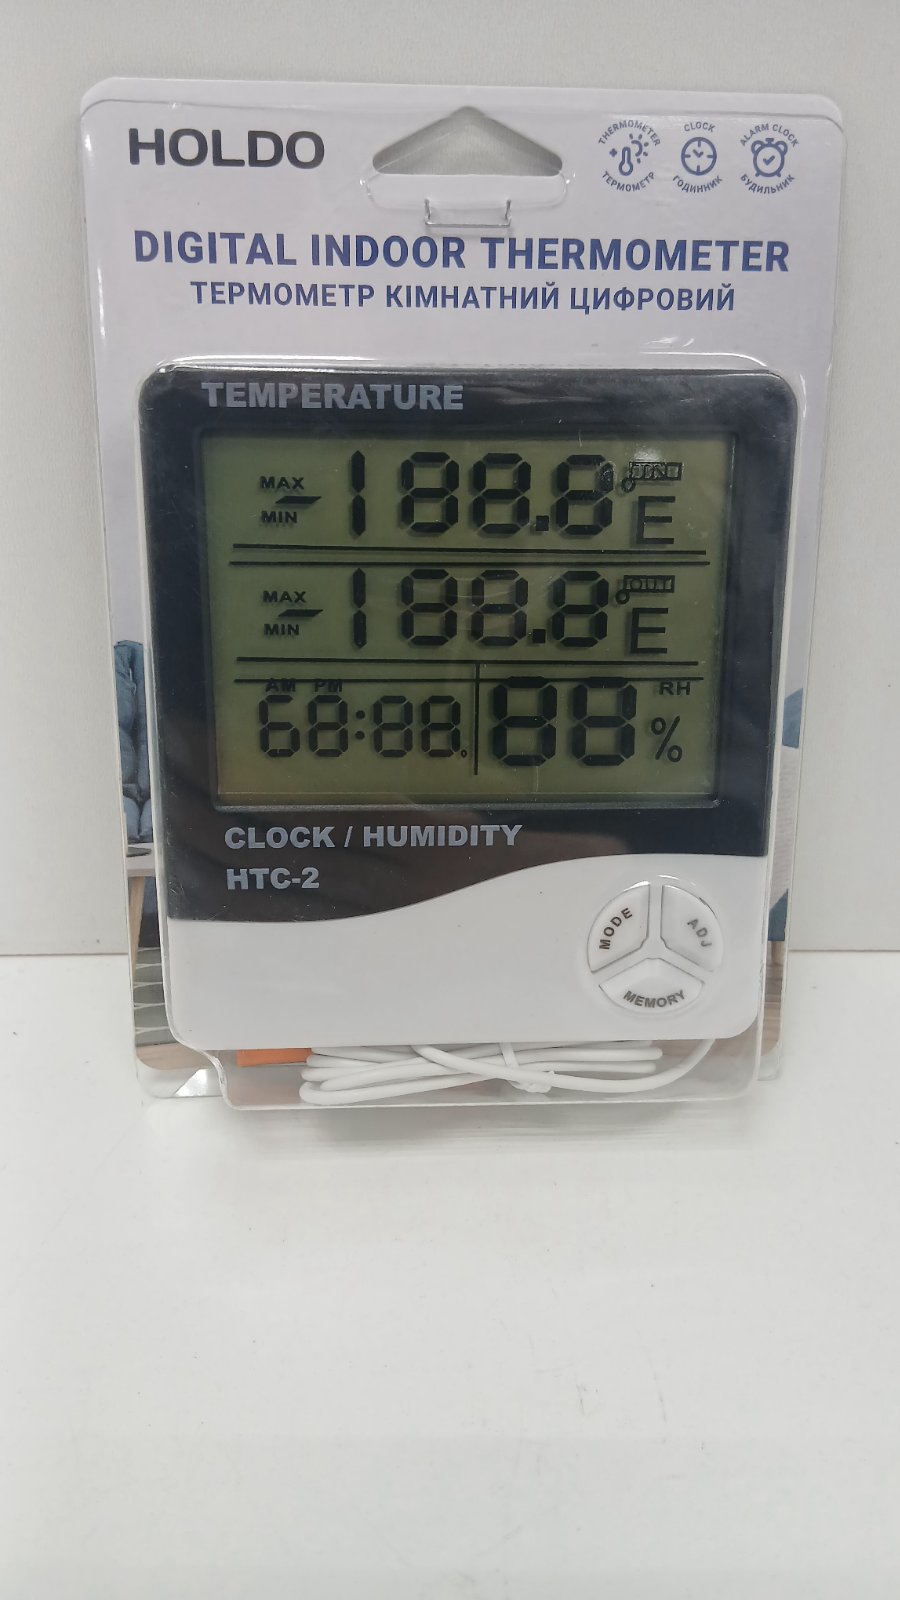 HOLDO
THERMOMETER
ТЕРМОМЕТР
CLOCK
ГОДИННИК
ALARM CLOCK
БУДИЛЬНИК
DIGITAL INDOOR THERMOMETER
ТЕРМОМЕТР КІМНАТНИЙ ЦИФРОВИЙ
TEMPERATURE
MAX
MIN
188.8
IN
E
MAX
MIN
188.8
OUT
E
AM PM
68:88
88
RH
%
CLOCK / HUMIDITY
HTC-2
MODE
ADJ
MEMORY